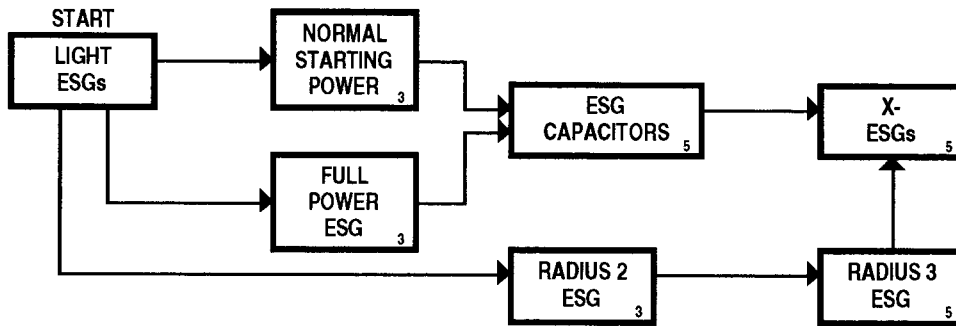 START
LIGHT
ESGs
NORMAL
STARTING
POWER
3
FULL
POWER
ESG
3
ESG
CAPACITORS
5
X-
ESGs
5
RADIUS 2
ESG
3
RADIUS 3
ESG
5